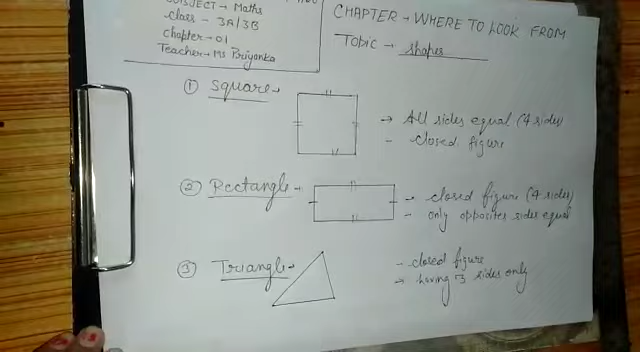 SUBJECT → Maths
class - 3A/3B
chapter → 01
Teacher → Ms Priyanka
CHAPTER → WHERE TO LOOK FROM
TOPIC → shapes
① Square →
→ All sides equal (4 sides)
- closed figure
② Rectangle -
→ closed figure (4 sides)
- only opposites sides equal
③ Triangle →
- closed figure
→ having 3 sides only